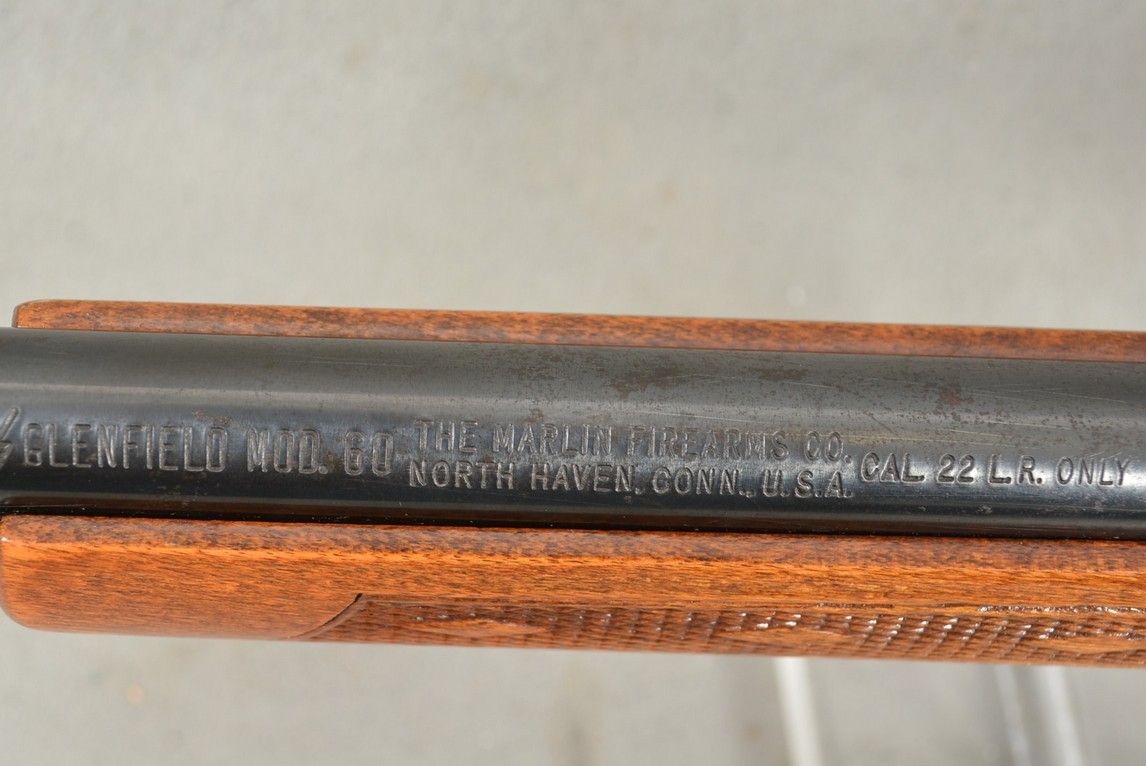 GLENFIELD MOD. 60
THE MARLIN FIREARMS CO.
NORTH HAVEN, CONN., U.S.A.
CAL. 22 L.R. ONLY